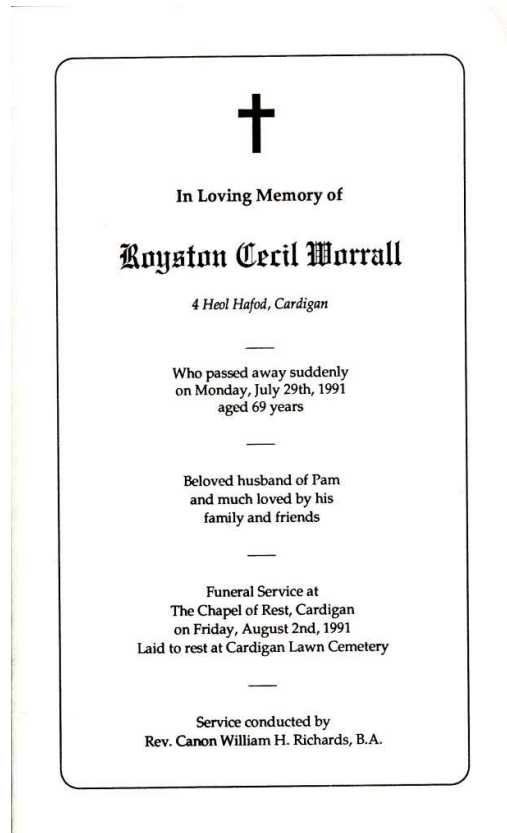 In Loving Memory of
Royston Cecil Worrall
4 Heol Hafod, Cardigan
Who passed away suddenly
on Monday, July 29th, 1991
aged 69 years
Beloved husband of Pam
and much loved by his
family and friends
Funeral Service at
The Chapel of Rest, Cardigan
on Friday, August 2nd, 1991
Laid to rest at Cardigan Lawn Cemetery
Service conducted by
Rev. Canon William H. Richards, B.A.